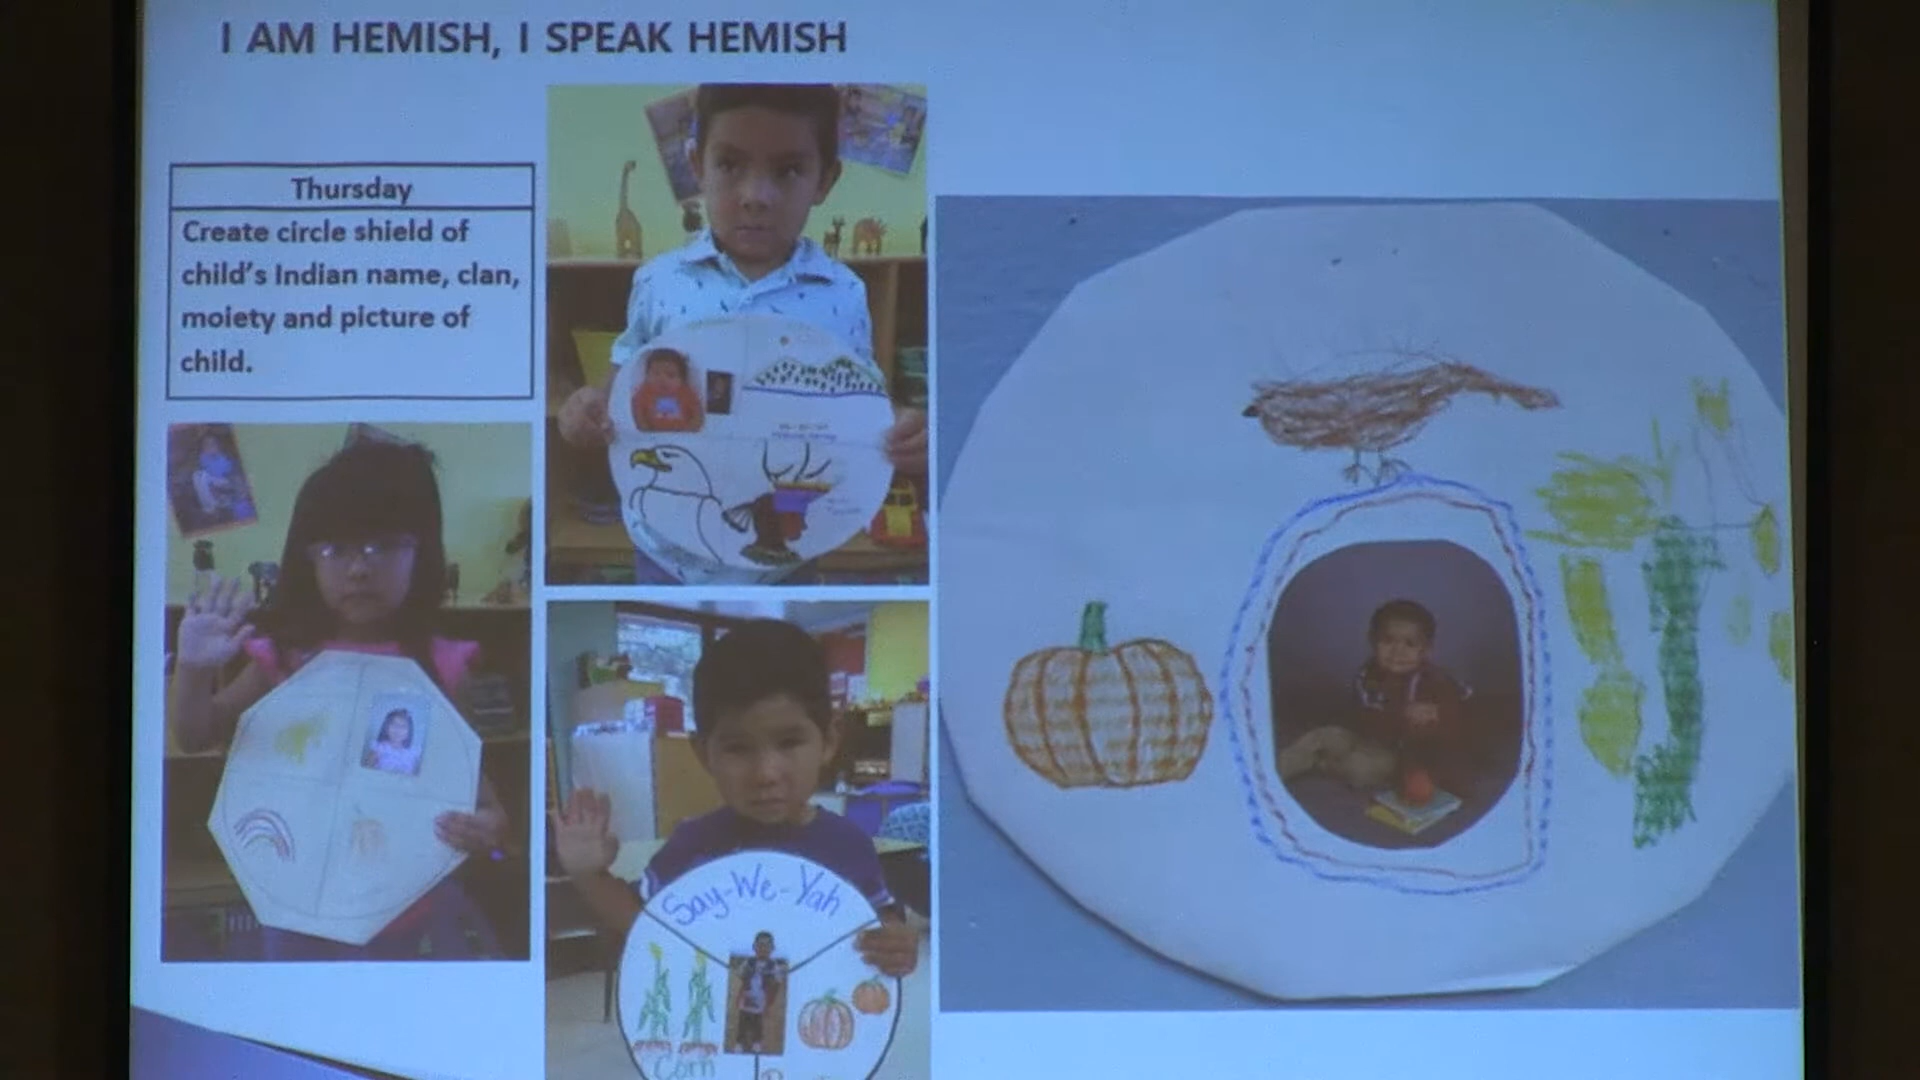 I AM HEMISH, I SPEAK HEMISH
Thursday
Create circle shield of
child's Indian name, clan,
moiety and picture of
child.
Say-We-Yah
Corn